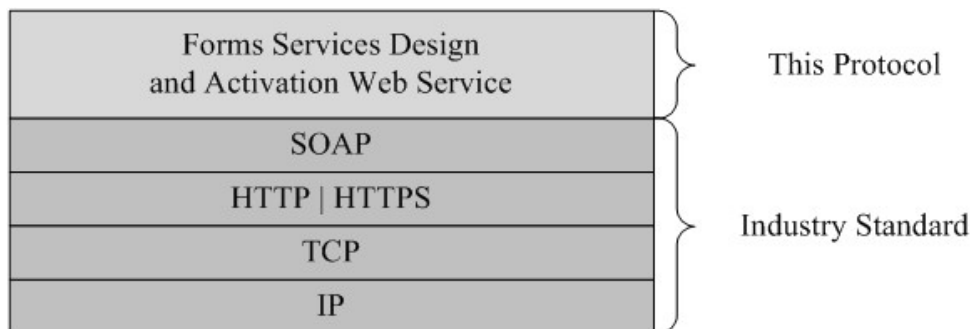 Forms Services Design
and Activation Web Service
This Protocol
SOAP
HTTP | HTTPS
TCP
IP
Industry Standard